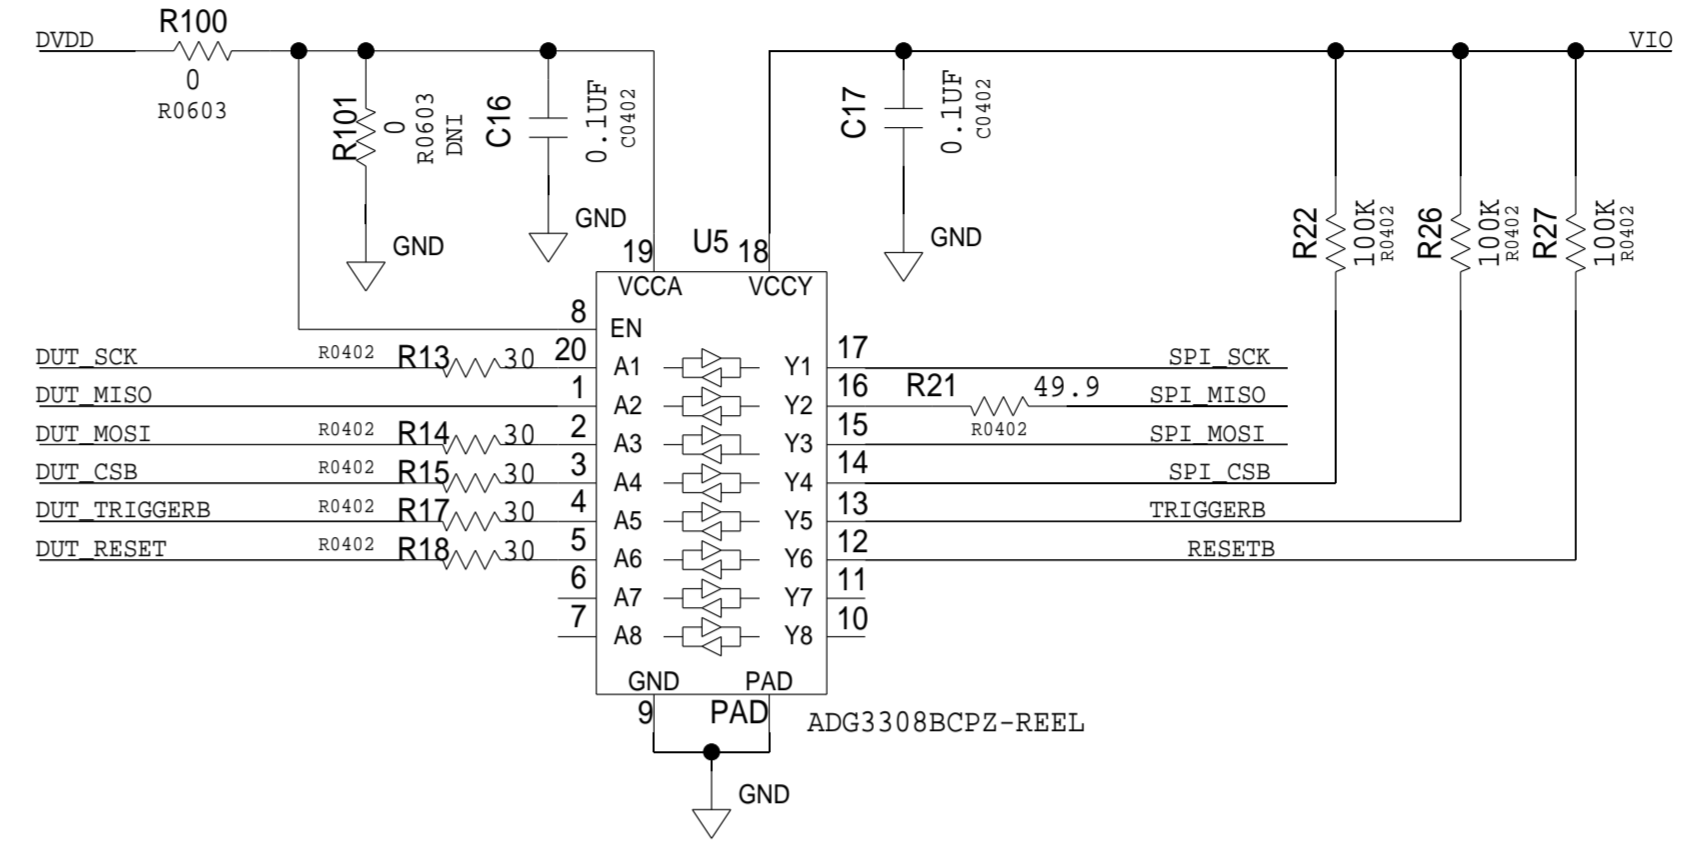 R100
DVDD
VIO
0
R0603
R101
0
R0603
DNI
C16
0.1UF
C0402
C17
0.1UF
C0402
GND
GND
GND
R22
100K
R0402
R26
100K
R0402
R27
100K
R0402
19
U5
18
VCCA
VCCY
8
EN
DUT_SCK
R0402
R13
30
20
A1
Y1
17
SPI_SCK
DUT_MISO
1
A2
Y2
16
R21
49.9
R0402
SPI_MISO
DUT_MOSI
R0402
R14
30
2
A3
Y3
15
SPI_MOSI
DUT_CSB
R0402
R15
30
3
A4
Y4
14
SPI_CSB
DUT_TRIGGERB
R0402
R17
30
4
A5
Y5
13
TRIGGERB
DUT_RESET
R0402
R18
30
5
A6
Y6
12
RESETB
6
A7
Y7
11
7
A8
Y8
10
GND
PAD
9
PAD
ADG3308BCPZ-REEL
GND